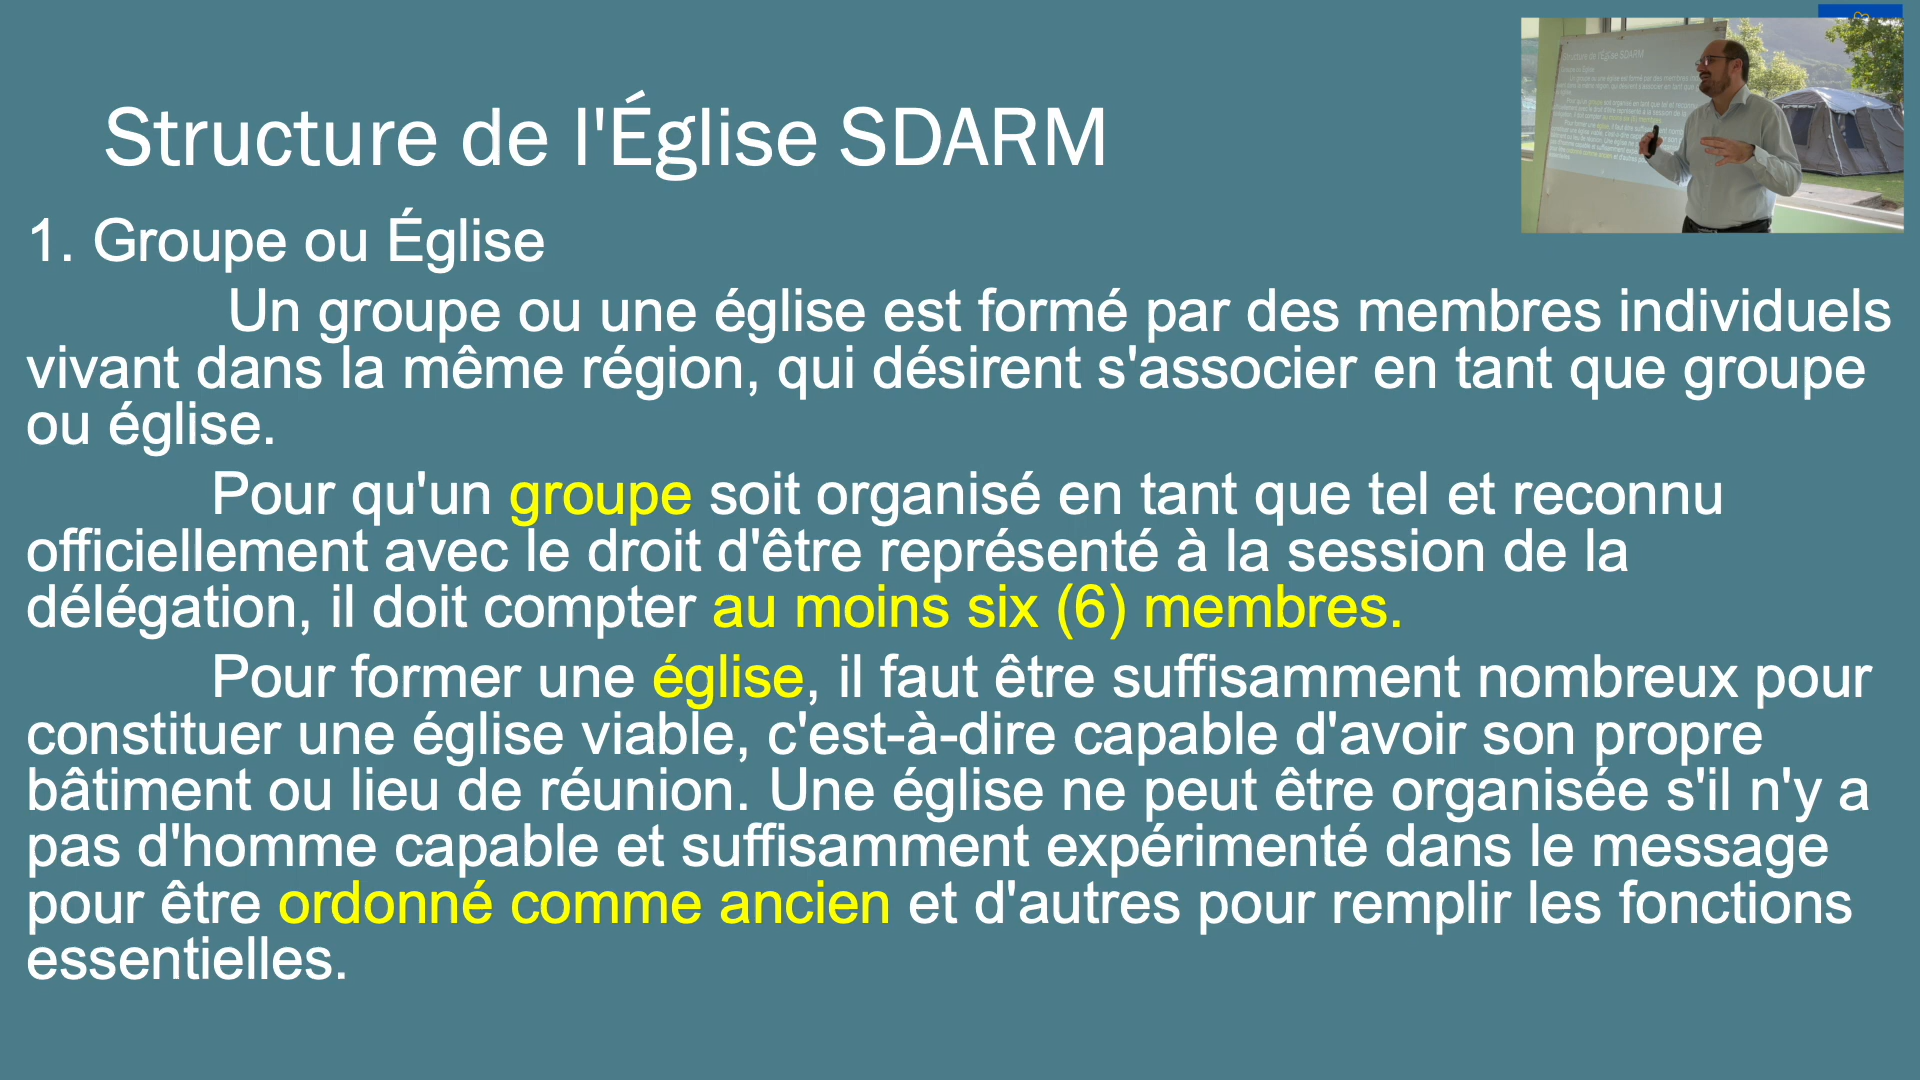 Structure de l'Église SDARM
1. Groupe ou Église
Un groupe ou une église est formé par des membres individuels
vivant dans la même région, qui désirent s'associer en tant que groupe
ou église.
Pour qu'un groupe soit organisé en tant que tel et reconnu
officiellement avec le droit d'être représenté à la session de la
délégation, il doit compter au moins six (6) membres.
Pour former une église, il faut être suffisamment nombreux pour
constituer une église viable, c'est-à-dire capable d'avoir son propre
bâtiment ou lieu de réunion. Une église ne peut être organisée s'il n'y a
pas d'homme capable et suffisamment expérimenté dans le message
pour être ordonné comme ancien et d'autres pour remplir les fonctions
essentielles.